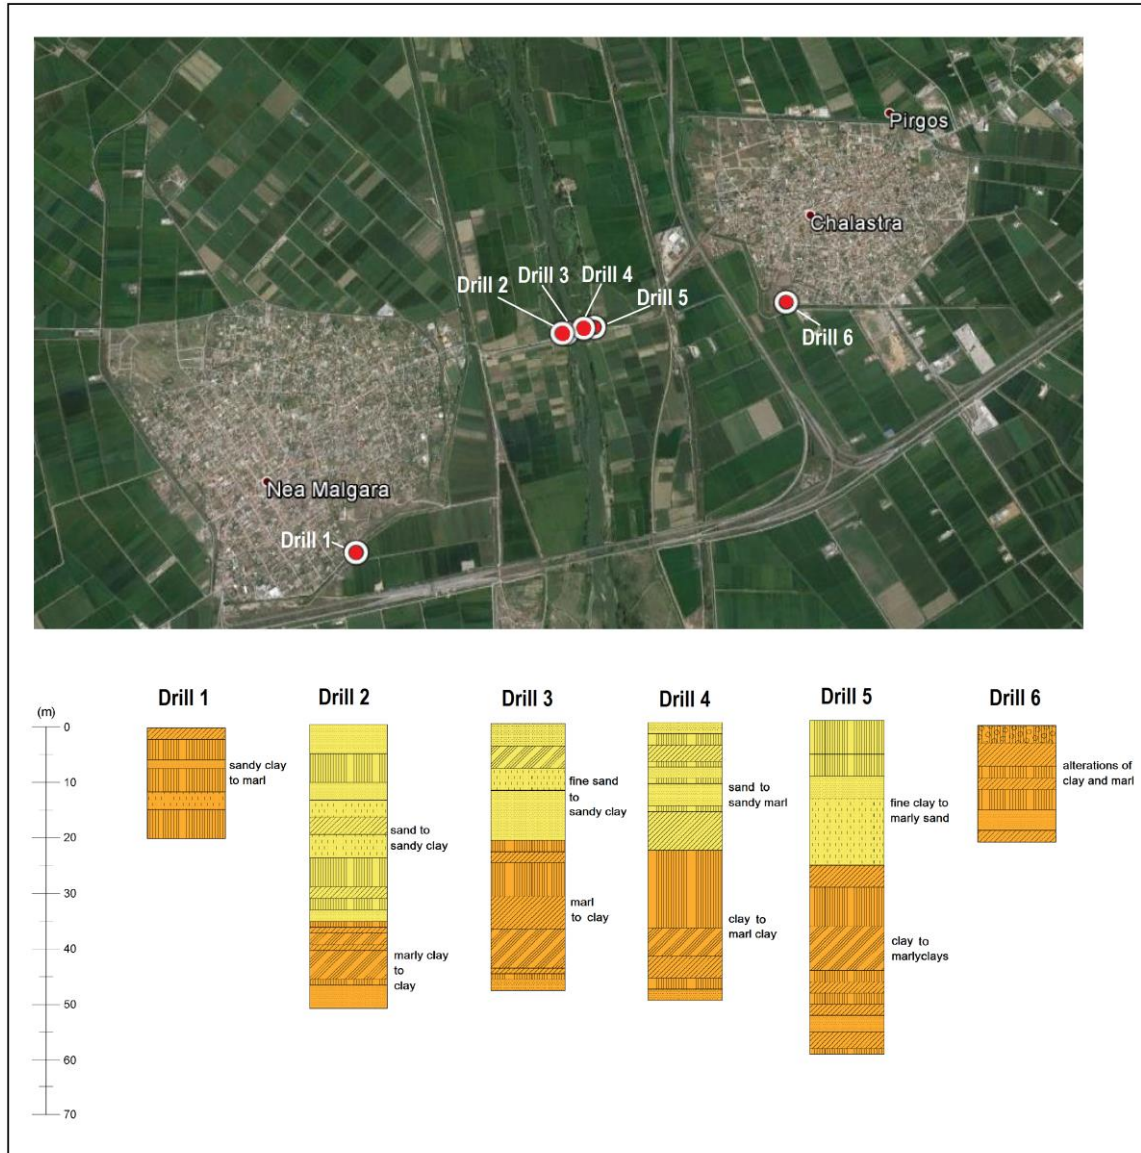 Pirgos
Chalastra
Drill 2
Drill 3
Drill 4
Drill 5
Drill 6
Nea Malgara
Drill 1
Drill 1
Drill 2
Drill 3
Drill 4
Drill 5
Drill 6
(m)
0
10
20
30
40
50
60
70
sandy clay
to marl
sand to
sandy clay
marly clay
to
clay
fine sand
to
sandy clay
marl
to clay
sand to
sandy marl
clay to
marl clay
fine clay to
marly sand
clay to
marlyclays
alterations of
clay and marl